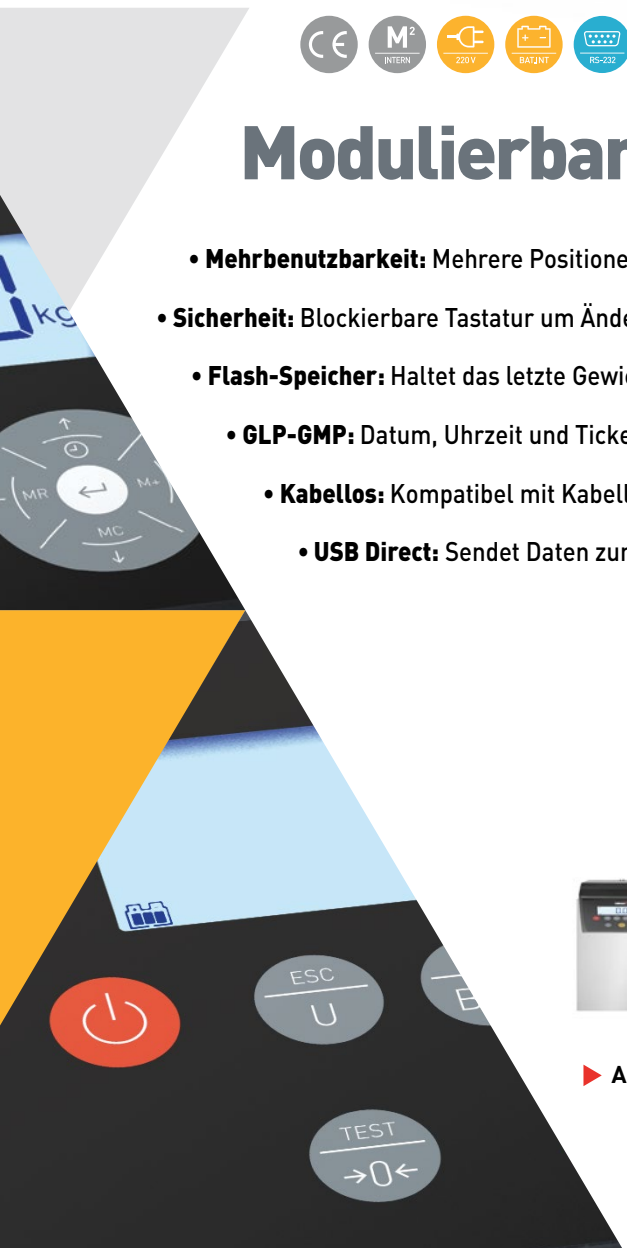 CE M² 220V BAT.INT RS-232
INTERN
Modulierbar
• Mehrbenutzbarkeit: Mehrere Positione
• Sicherheit: Blockierbare Tastatur um Ände
kg
• Flash-Speicher: Haltet das letzte Gewi
• GLP-GMP: Datum, Uhrzeit und Ticke
MR
M+
• Kabellos: Kompatibel mit Kabell
MC
• USB Direct: Sendet Daten zur
ESC
U
B
TEST
→0←
A